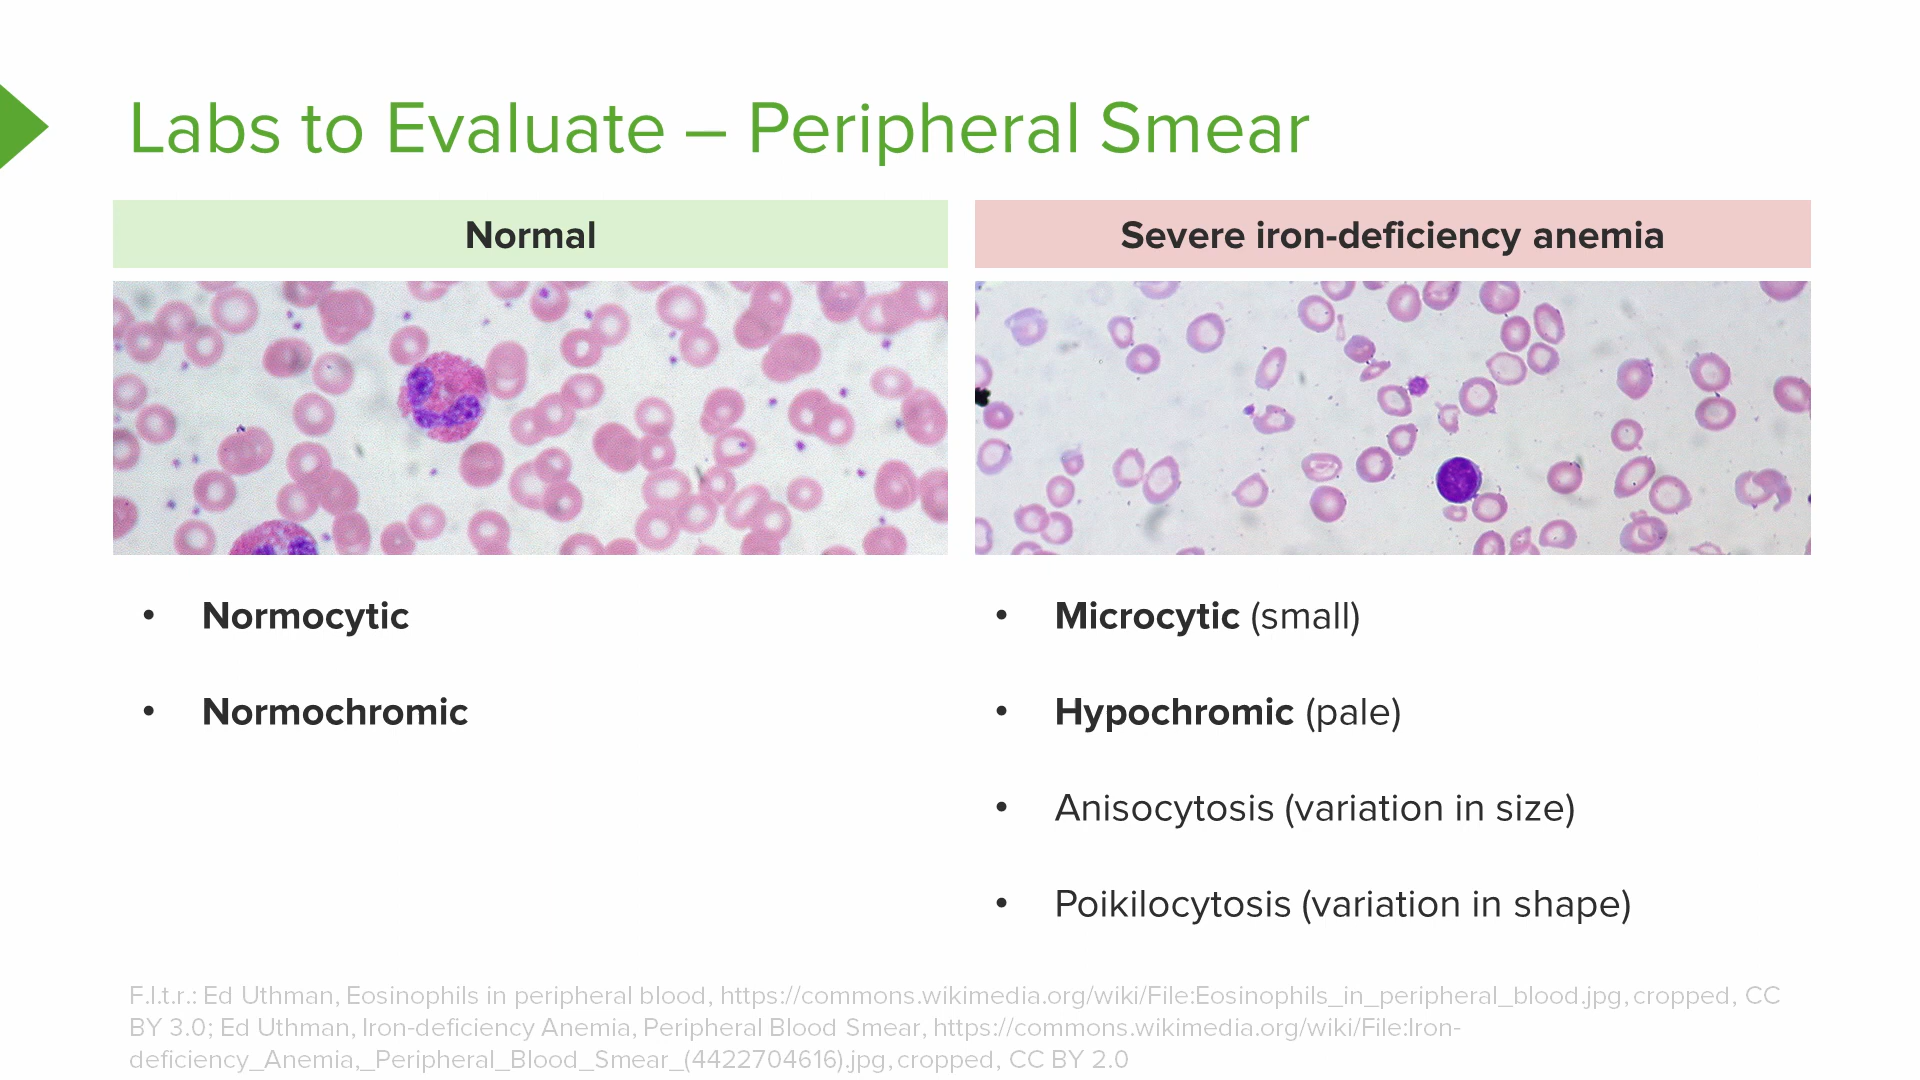 Labs to Evaluate – Peripheral Smear
Normal
• Normocytic
• Normochromic
Severe iron-deficiency anemia
• Microcytic (small)
• Hypochromic (pale)
• Anisocytosis (variation in size)
• Poikilocytosis (variation in shape)
F.l.t.r.: Ed Uthman, Eosinophils in peripheral blood, https://commons.wikimedia.org/wiki/File:Eosinophils_in_peripheral_blood.jpg, cropped, CC
BY 3.0; Ed Uthman, Iron-deficiency Anemia, Peripheral Blood Smear, https://commons.wikimedia.org/wiki/File:Iron-
deficiency_Anemia,_Peripheral_Blood_Smear_(4422704616).jpg, cropped, CC BY 2.0